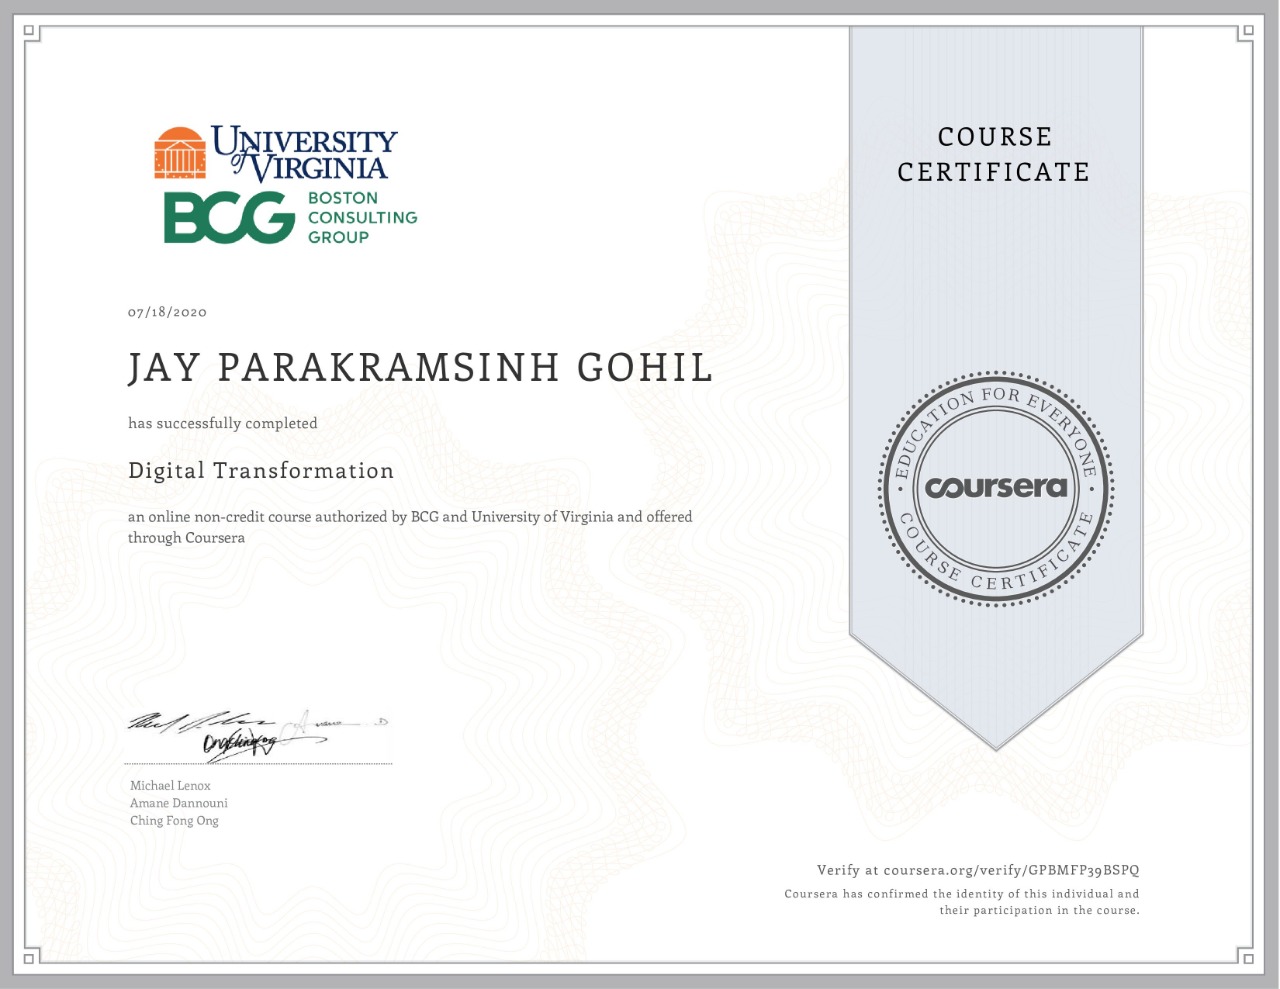 UNIVERSITY
of VIRGINIA
BCG
BOSTON
CONSULTING
GROUP
COURSE
CERTIFICATE
07/18/2020
JAY PARAKRAMSINH GOHIL
has successfully completed
Digital Transformation
an online non-credit course authorized by BCG and University of Virginia and offered
through Coursera
EDUCATION FOR EVERYONE
coursera
COURSE CERTIFICATE
Michael Lenox
Amane Dannouni
Ching Fong Ong
Verify at coursera.org/verify/GPBMFP39BSPQ
Coursera has confirmed the identity of this individual and
their participation in the course.